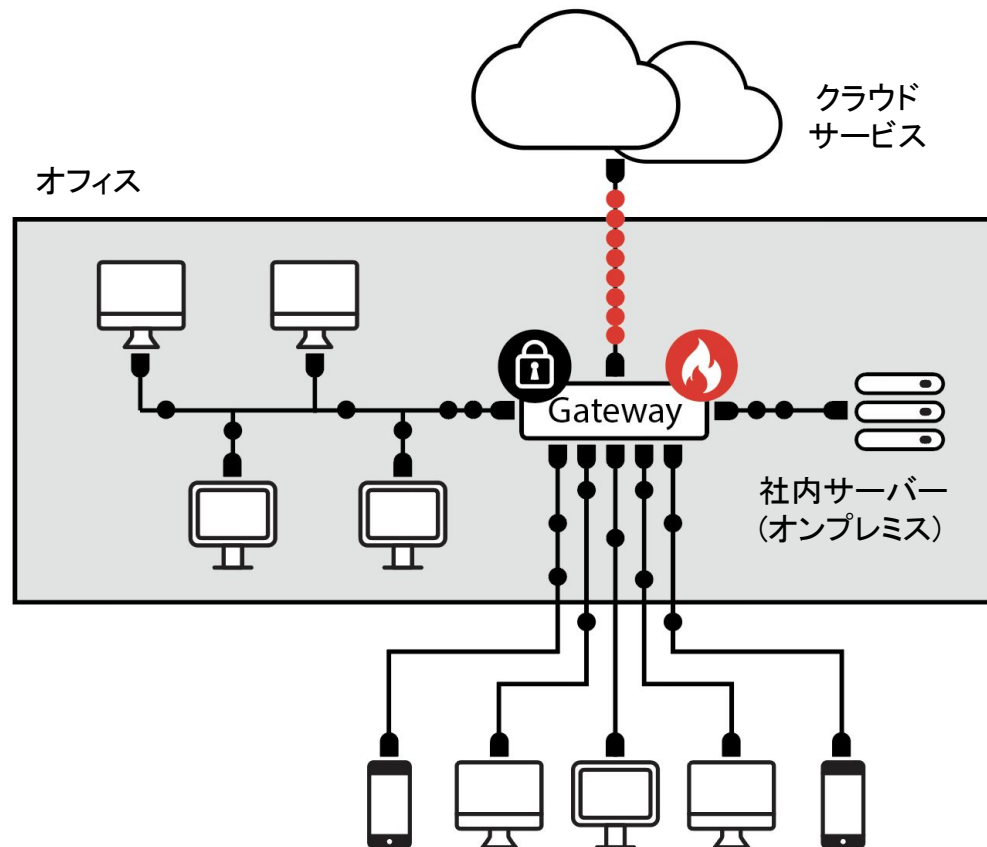 クラウド
サービス
オフィス
Gateway
社内サーバー
（オンプレミス）